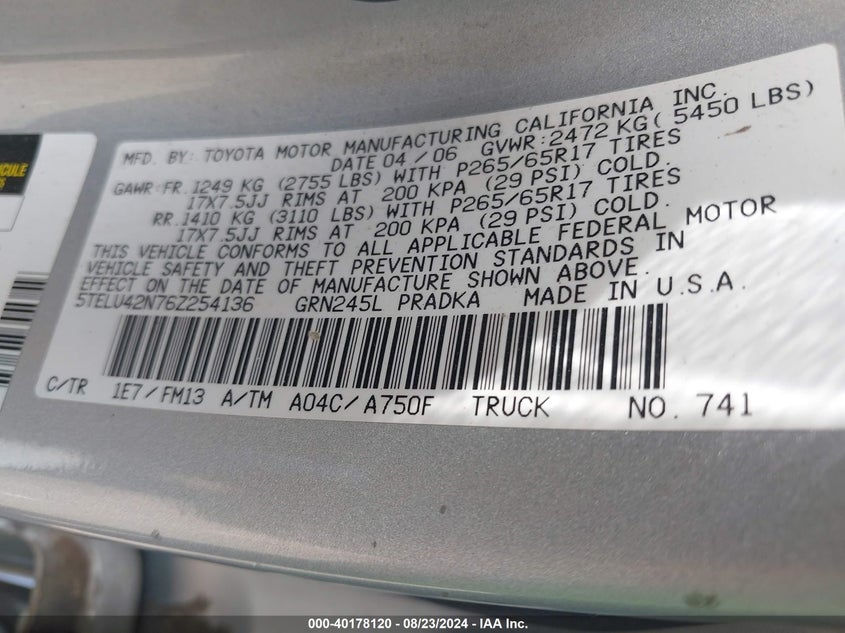 MFD. BY: TOYOTA MOTOR MANUFACTURING CALIFORNIA INC.
DATE 04 / 06 GVWR: 2472 KG( 5450 LBS)
GAWR: FR. 1249 KG (2755 LBS) WITH P265/65R17 TIRES
17X7.5JJ RIMS AT 200 KPA (29 PSI) COLD.
RR. 1410 KG (3110 LBS) WITH P265/65R17 TIRES
17X7.5JJ RIMS AT 200 KPA (29 PSI) COLD.
THIS VEHICLE CONFORMS TO ALL APPLICABLE FEDERAL MOTOR
VEHICLE SAFETY AND THEFT PREVENTION STANDARDS IN
EFFECT ON THE DATE OF MANUFACTURE SHOWN ABOVE.
5TELU42N76Z254136 GRN245L PRADKA MADE IN U.S.A.
C/TR 1E7/FM13 A/TM A04C/A750F TRUCK NO. 741
000-40178120 - 08/23/2024 - IAA Inc.